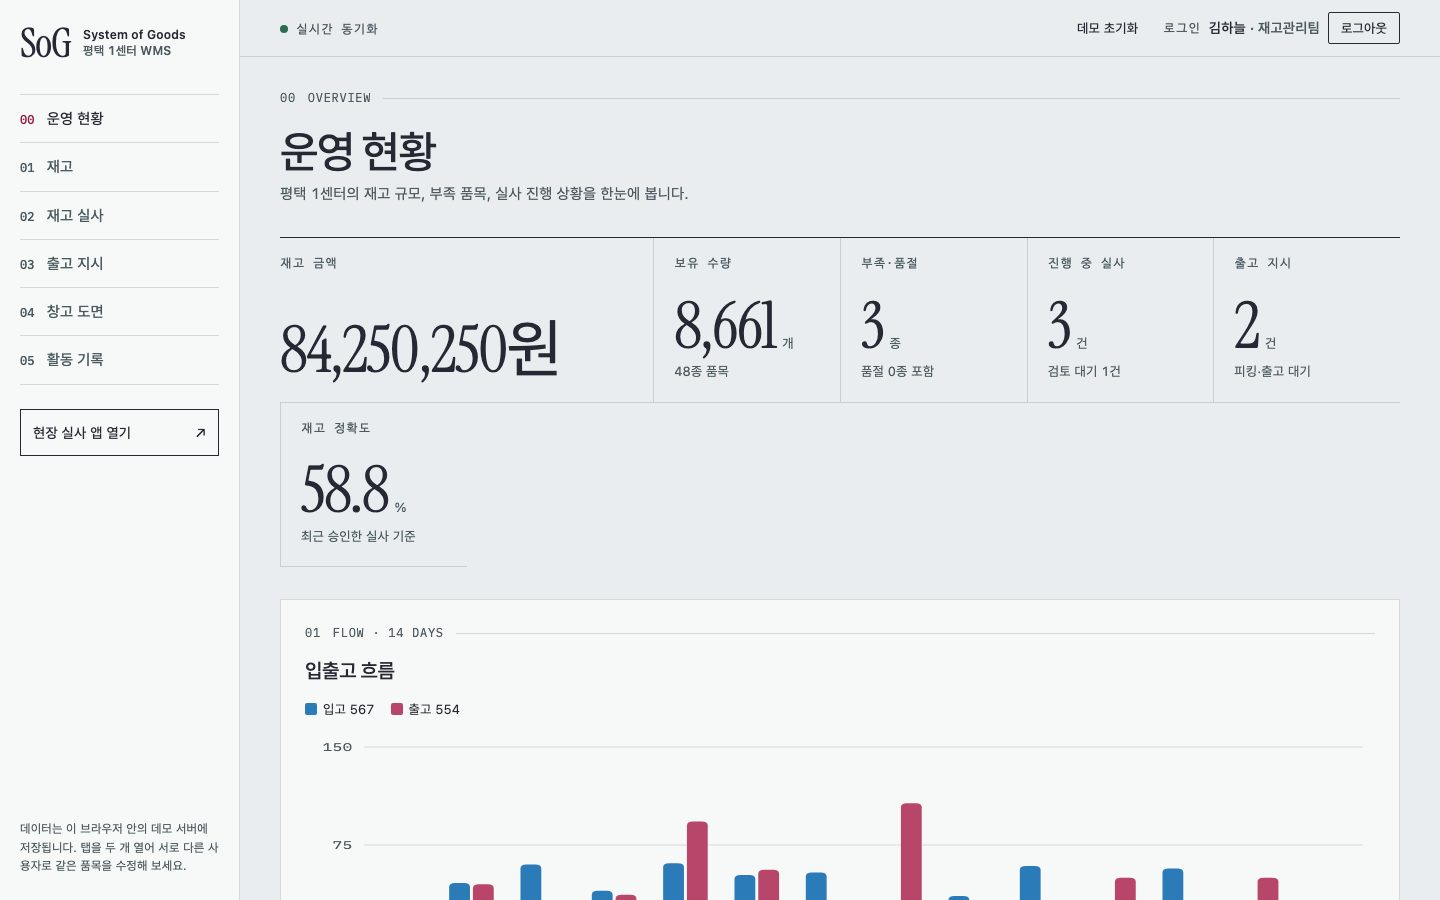 SoG
System of Goods
평택 1센터 WMS
00 운영 현황
01 재고
02 재고 실사
03 출고 지시
04 창고 도면
05 활동 기록
현장 실사 앱 열기
데이터는 이 브라우저 안의 데모 서버에
저장됩니다. 탭을 두 개 열어 서로 다른 사
용자로 같은 품목을 수정해 보세요.
실시간 동기화
데모 초기화
로그인 김하늘 · 재고관리팀
로그아웃
00 OVERVIEW
운영 현황
평택 1센터의 재고 규모, 부족 품목, 실사 진행 상황을 한눈에 봅니다.
재고 금액
84,250,250원
보유 수량
8,661 개
48종 품목
부족·품절
3 종
품절 0종 포함
진행 중 실사
3 건
검토 대기 1건
출고 지시
2 건
피킹·출고 대기
재고 정확도
58.8 %
최근 승인한 실사 기준
01 FLOW · 14 DAYS
입출고 흐름
입고 567
출고 554
150
75